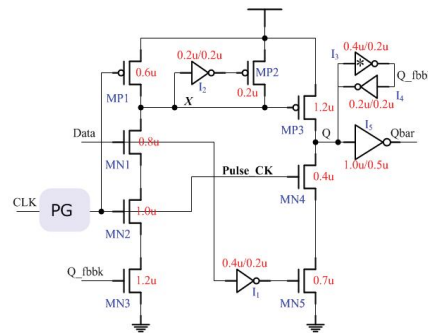 0.4u/0.2u
I3
*
0.2u/0.2u
Q_fbbk
MP2
0.6u
I2
0.2u
I4
0.2u/0.2u
MP1
X
1.2u
MP3
Q
I5
Qbar
Data
0.8u
MN1
1.0u/0.5u
Pulse_CK
0.4u
CLK
PG
1.0u
MN4
MN2
0.4u/0.2u
Q_fbbk
1.2u
0.7u
MN3
I1
MN5